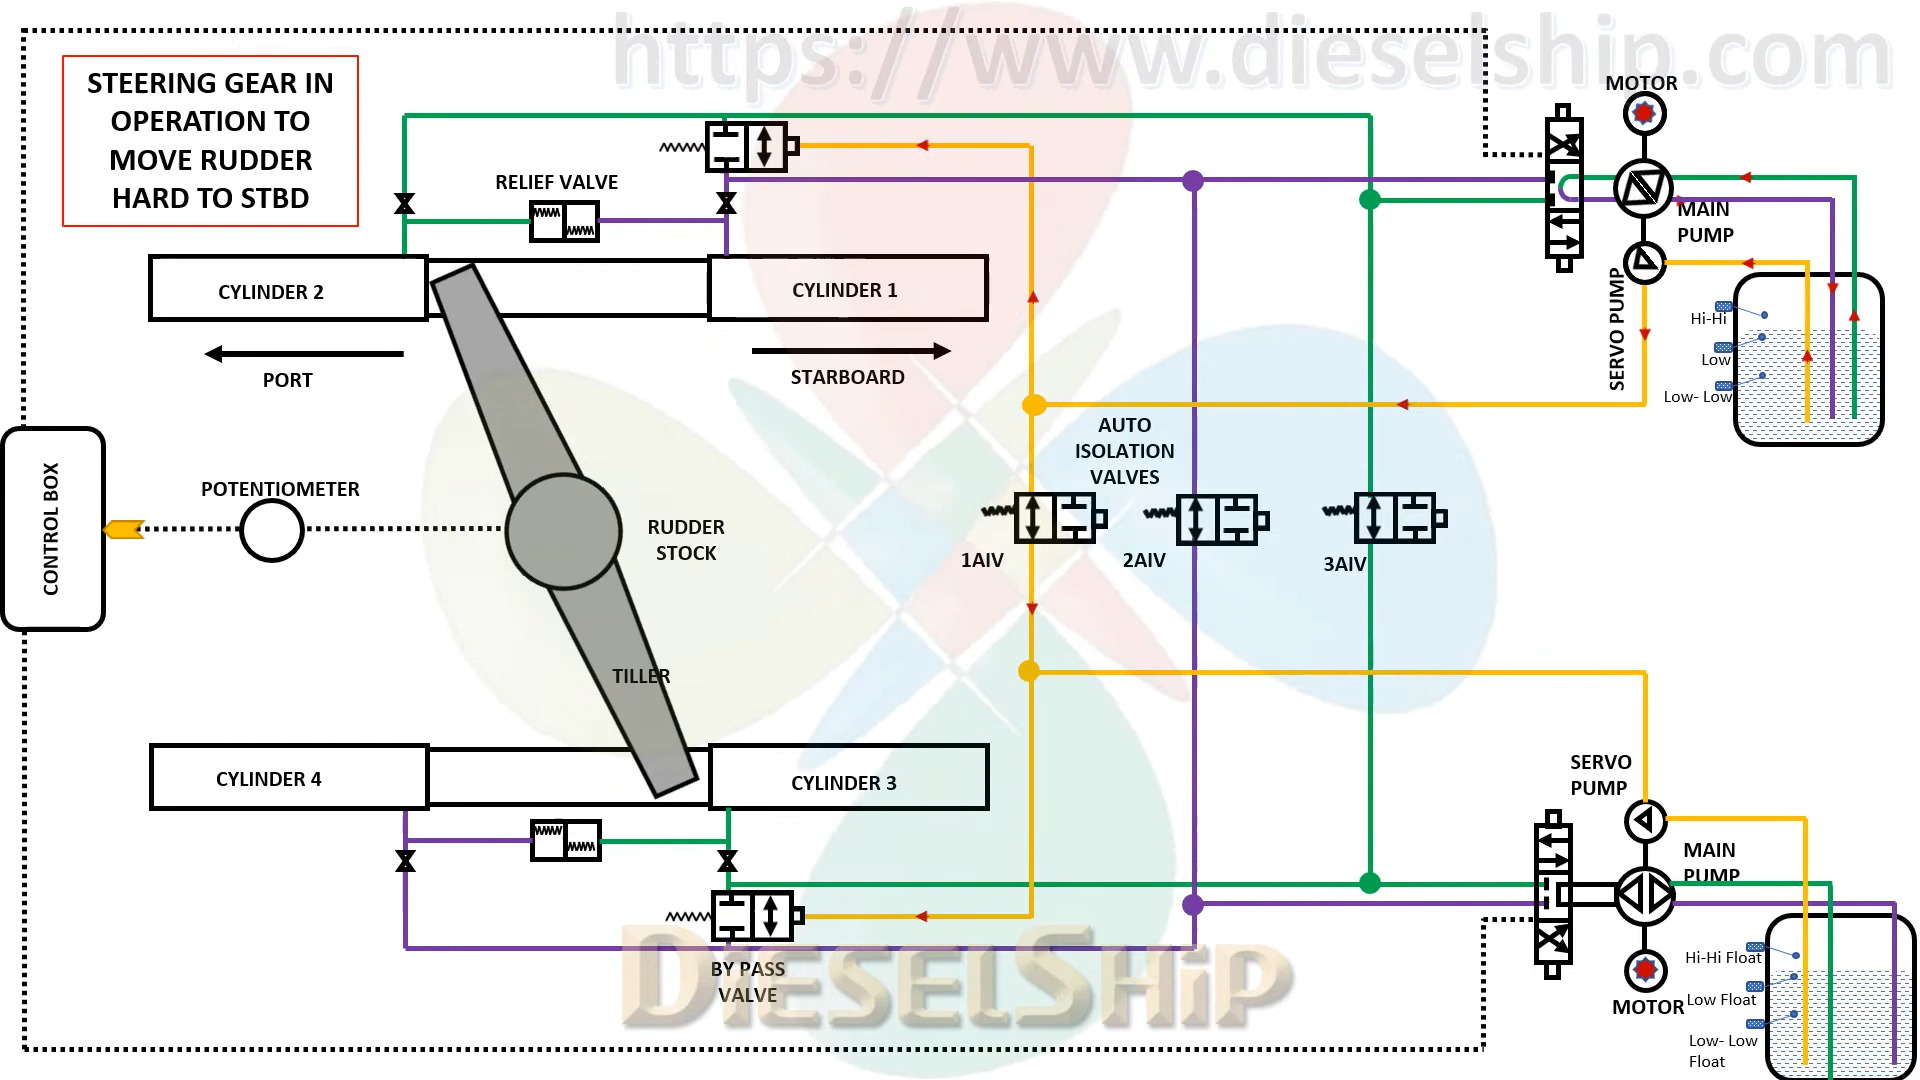 https://www.dieselship.com
STEERING GEAR IN
OPERATION TO
MOVE RUDDER
HARD TO STBD
MOTOR
RELIEF VALVE
MAIN
PUMP
CYLINDER 2
CYLINDER 1
SERVO PUMP
Hi-Hi
Low
Low- Low
PORT
STARBOARD
AUTO
ISOLATION
VALVES
CONTROL BOX
POTENTIOMETER
RUDDER
STOCK
1AIV
2AIV
3AIV
TILLER
CYLINDER 4
CYLINDER 3
SERVO
PUMP
MAIN
PUMP
BY PASS
VALVE
DIESELSHIP
MOTOR
Hi-Hi Float
Low Float
Low- Low
Float